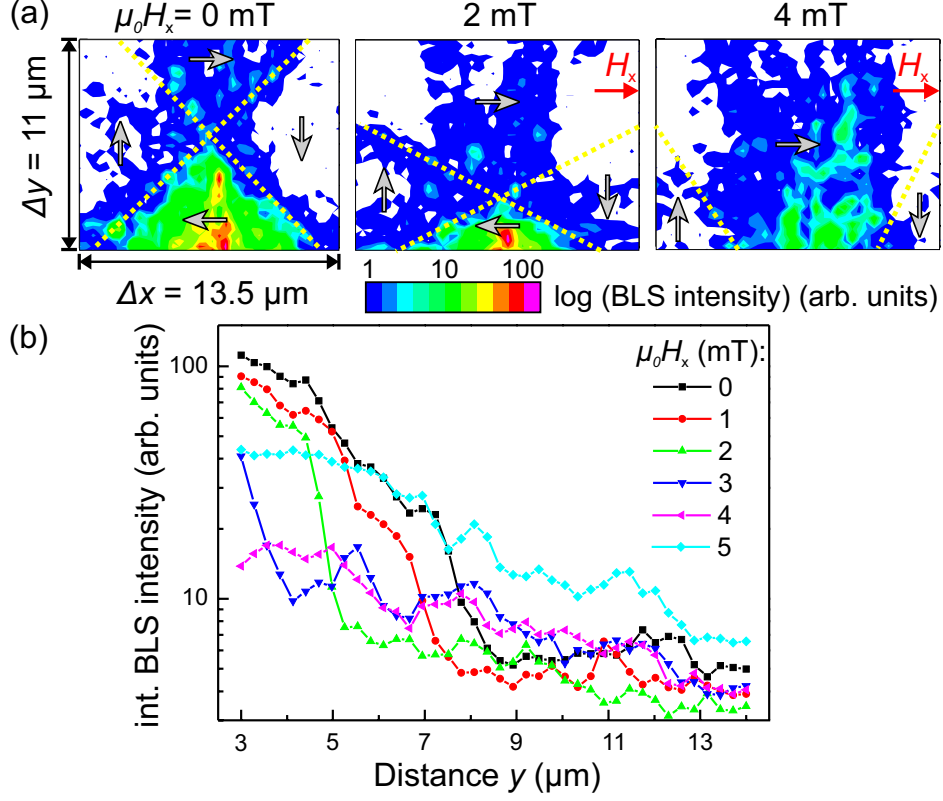 (a)
μ₀Hₓ = 0 mT
2 mT
4 mT
Δy = 11 μm
Hₓ
Hₓ
Δx = 13.5 μm
1 10 100
log (BLS intensity) (arb. units)
(b)
int. BLS intensity (arb. units)
100
10
μ₀Hₓ (mT):
0
1
2
3
4
5
3 5 7 9 11 13
Distance y (μm)